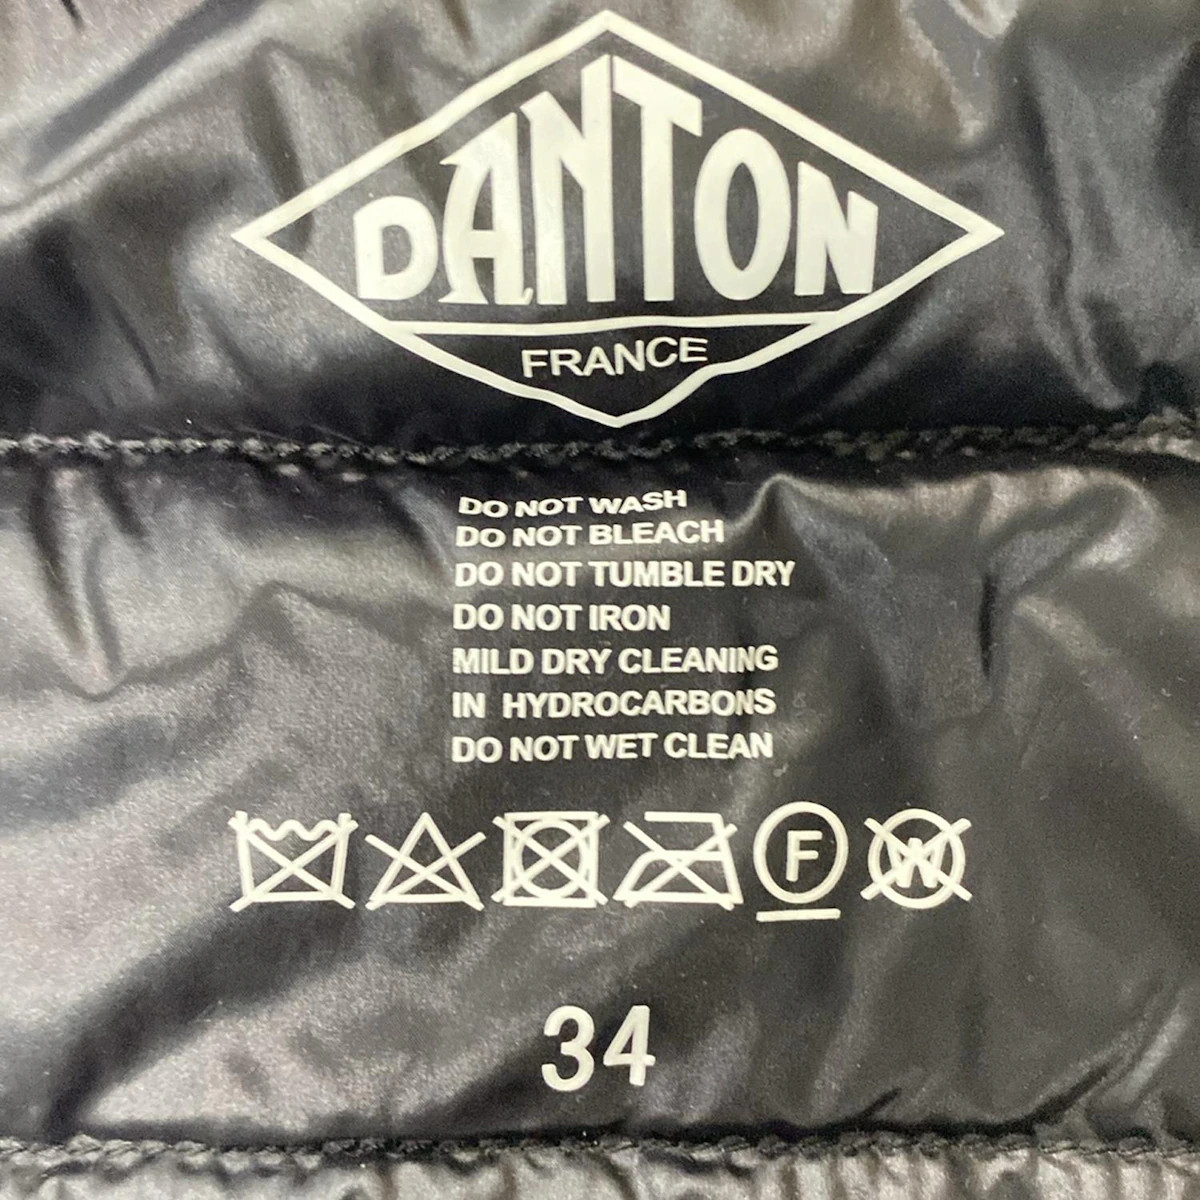 DANTON
FRANCE
DO NOT WASH
DO NOT BLEACH
DO NOT TUMBLE DRY
DO NOT IRON
MILD DRY CLEANING
IN HYDROCARBONS
DO NOT WET CLEAN
F W
34